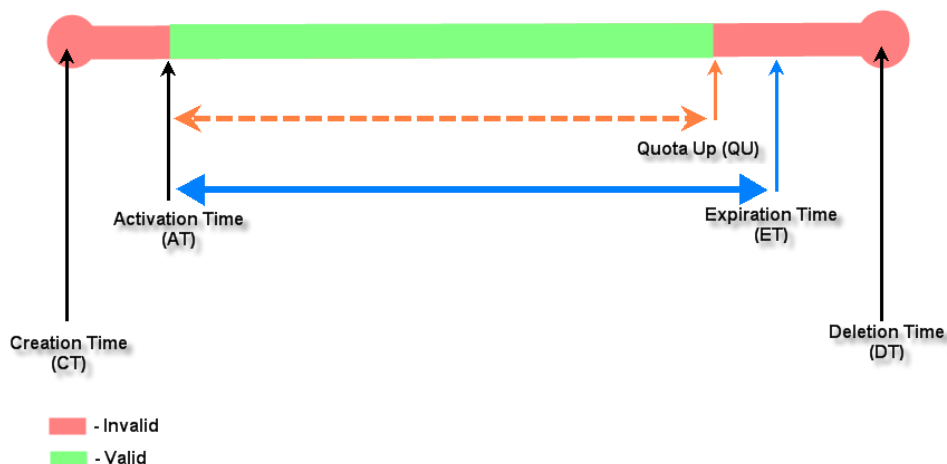 Quota Up (QU)
Activation Time
(AT)
Expiration Time
(ET)
Creation Time
(CT)
Deletion Time
(DT)
- Invalid
- Valid